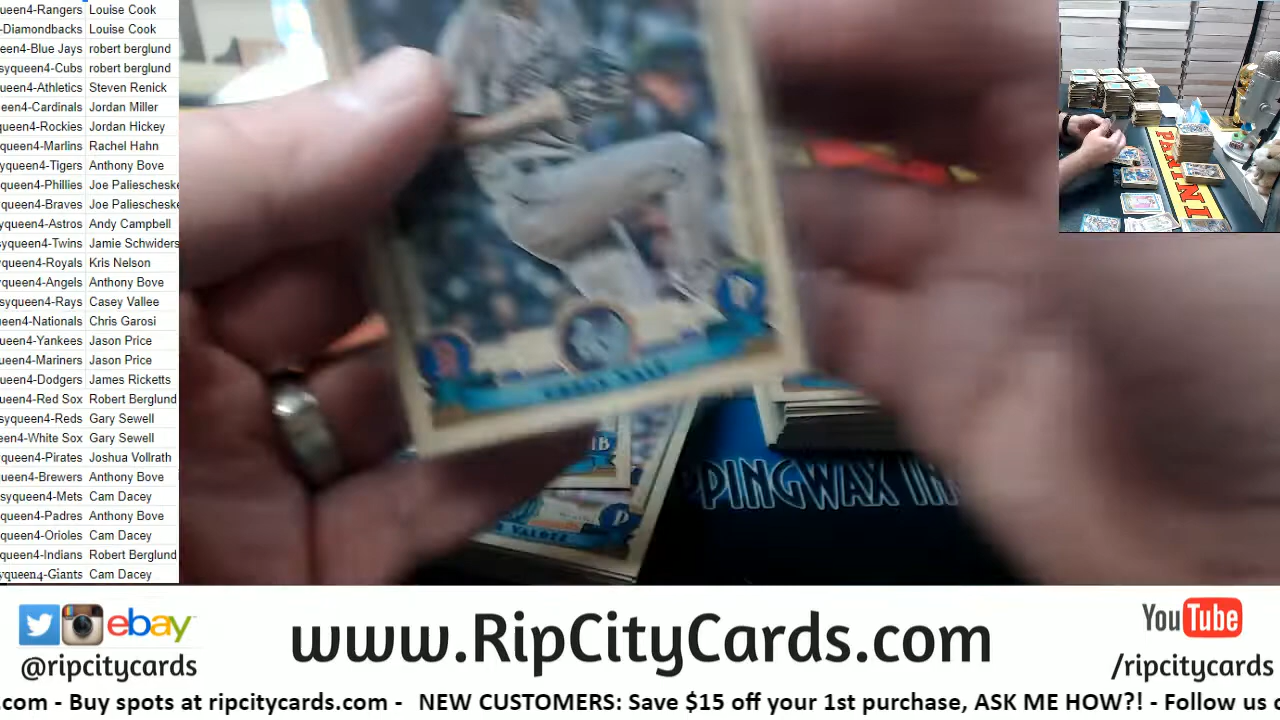 ueen4-Rangers Louise Cook
-Diamondbacks Louise Cook
een4-Blue Jays robert berglund
syqueen4-Cubs robert berglund
queen4-Athletics Steven Renick
een4-Cardinals Jordan Miller
queen4-Rockies Jordan Hickey
queen4-Marlins Rachel Hahn
syqueen4-Tigers Anthony Bove
queen4-Phillies Joe Paliescheske
queen4-Braves Joe Paliescheske
yqueen4-Astros Andy Campbell
syqueen4-Twins Jamie Schwiders
yqueen4-Royals Kris Nelson
queen4-Angels Anthony Bove
syqueen4-Rays Casey Vallee
een4-Nationals Chris Garosi
ueen4-Yankees Jason Price
ueen4-Mariners Jason Price
ueen4-Dodgers James Ricketts
queen4-Red Sox Robert Berglund
syqueen4-Reds Gary Sewell
een4-White Sox Gary Sewell
queen4-Pirates Joshua Vollrath
queen4-Brewers Anthony Bove
syqueen4-Mets Cam Dacey
queen4-Padres Anthony Bove
queen4-Orioles Cam Dacey
queen4-Indians Robert Berglund
yqueen4-Giants Cam Dacey
PANINI
P
PINGWAX
VALDEZ
P
ebay
@ripcitycards
www.RipCityCards.com
YouTube
/ripcitycards
.com - Buy spots at ripcitycards.com - NEW CUSTOMERS: Save $15 off your 1st purchase, ASK ME HOW?! - Follow us